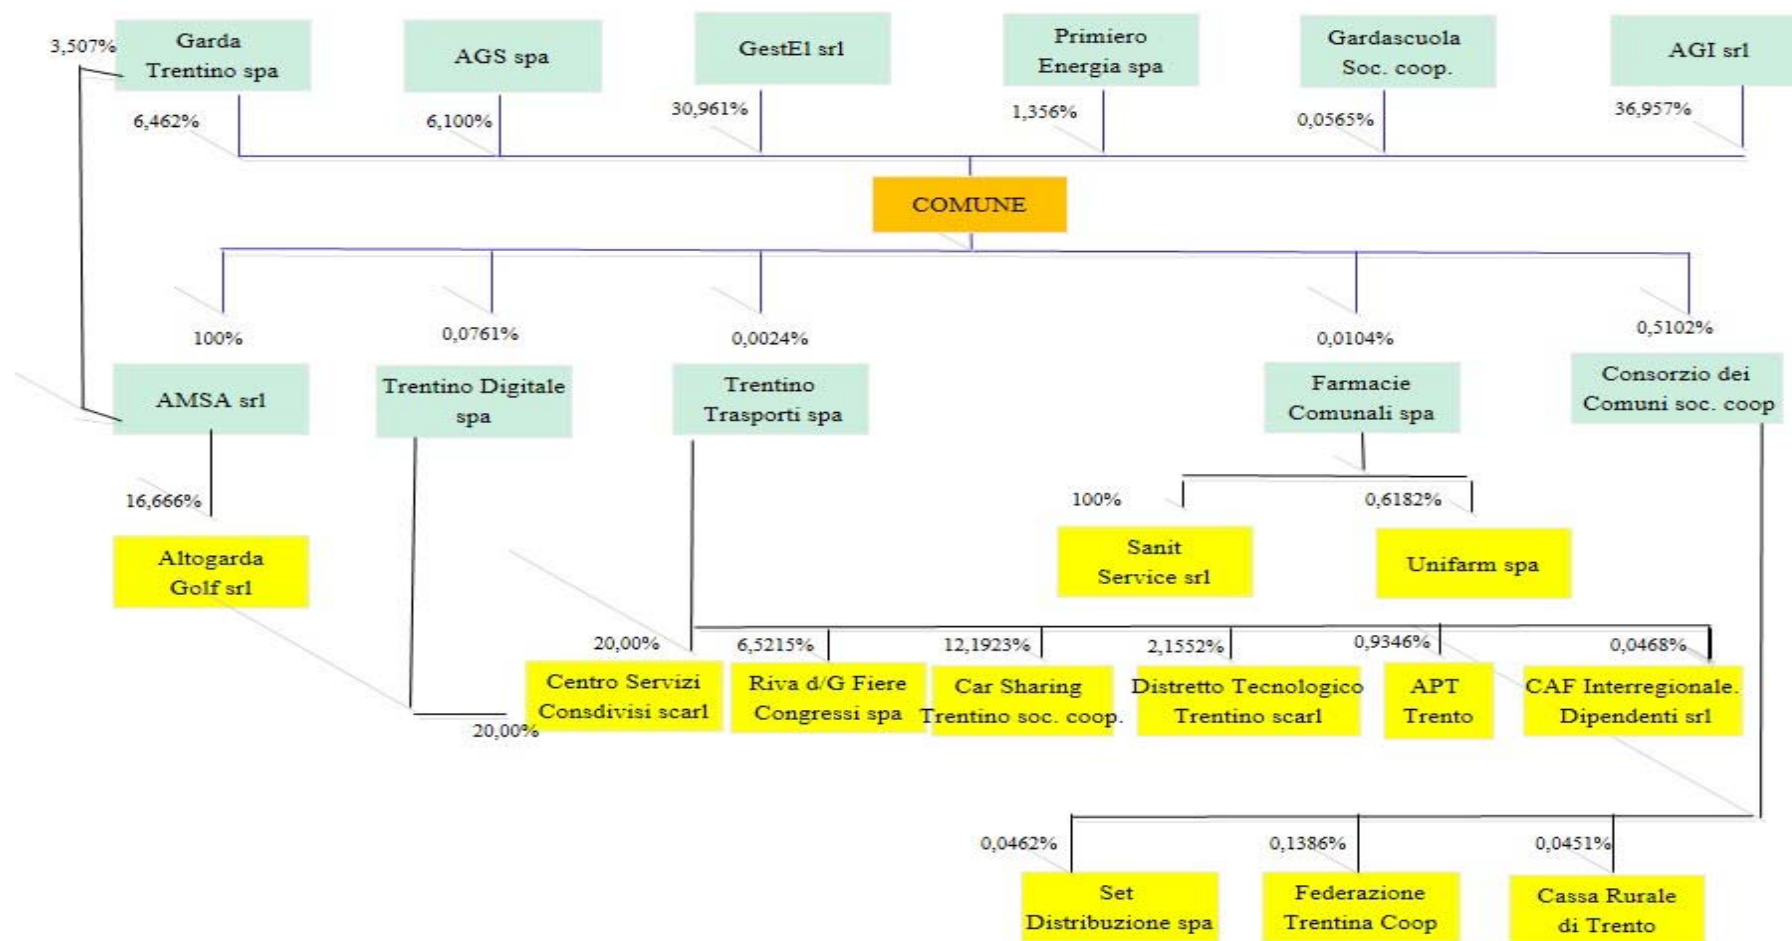 3,507%
Garda
Trentino spa
AGS spa
GestEl srl
Primiero
Energia spa
Gardascuola
Soc. coop.
AGI srl
6,462%
6,100%
30,961%
1,356%
0,0565%
36,957%
COMUNE
100%
0,0761%
0,0024%
0,0104%
0,5102%
AMSA srl
Trentino Digitale
spa
Trentino
Trasporti spa
Farmacie
Comunali spa
Consorzio dei
Comuni soc. coop
16,666%
100%
0,6182%
Altogarda
Golf srl
Sanit
Service srl
Unifarm spa
20,00%
6,5215%
12,1923%
2,1552%
0,9346%
0,0468%
Centro Servizi
Consdivisi scarl
Riva d/G Fiere
Congressi spa
Car Sharing
Trentino soc. coop.
Distretto Tecnologico
Trentino scarl
APT
Trento
CAF Interregionale.
Dipendenti srl
20,00%
0,0462%
0,1386%
0,0451%
Set
Distribuzione spa
Federazione
Trentina Coop
Cassa Rurale
di Trento